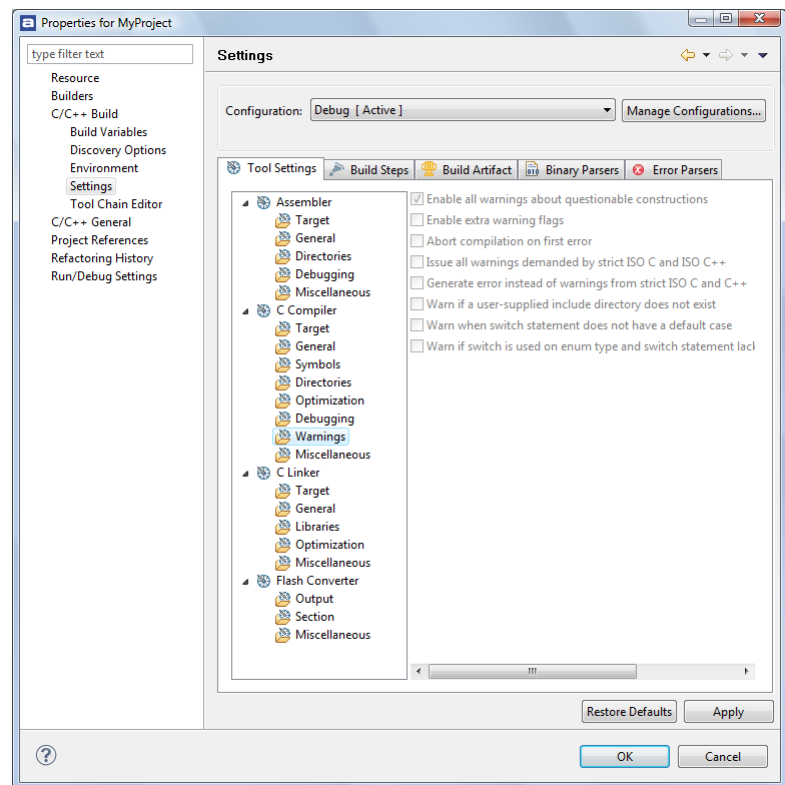 Properties for MyProject
type filter text
Resource
Builders
C/C++ Build
Build Variables
Discovery Options
Environment
Settings
Tool Chain Editor
C/C++ General
Project References
Refactoring History
Run/Debug Settings
Settings
Configuration: Debug [ Active ] Manage Configurations...
Tool Settings Build Steps Build Artifact Binary Parsers Error Parsers
Assembler
Target
General
Directories
Debugging
Miscellaneous
C Compiler
Target
General
Symbols
Directories
Optimization
Debugging
Warnings
Miscellaneous
C Linker
Target
General
Libraries
Optimization
Miscellaneous
Flash Converter
Output
Section
Miscellaneous
Enable all warnings about questionable constructions
Enable extra warning flags
Abort compilation on first error
Issue all warnings demanded by strict ISO C and ISO C++
Generate error instead of warnings from strict ISO C and C++
Warn if a user-supplied include directory does not exist
Warn when switch statement does not have a default case
Warn if switch is used on enum type and switch statement lacl
Restore Defaults Apply
OK Cancel